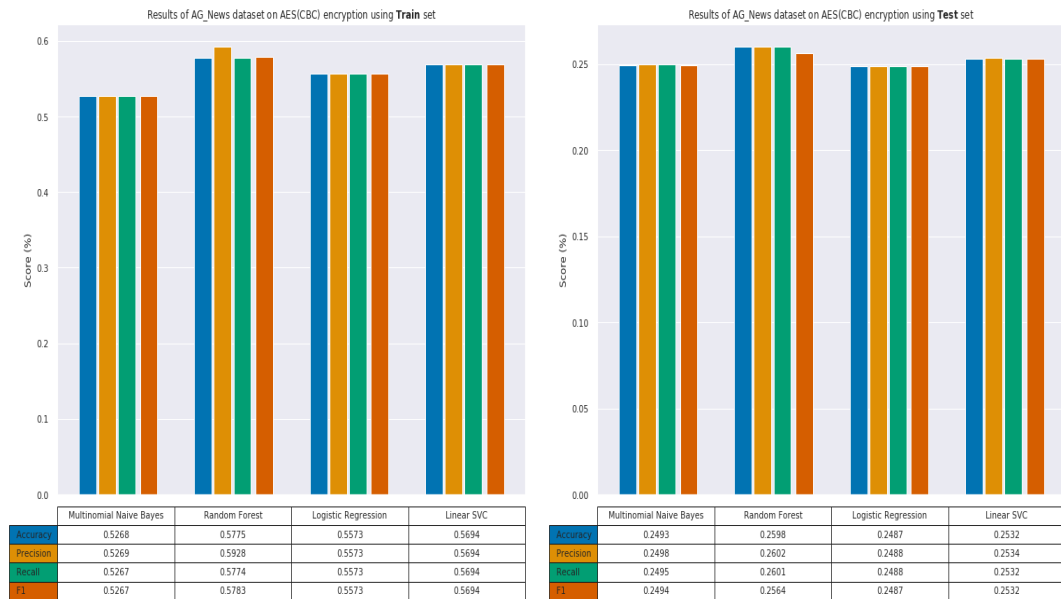 Results of AG_News dataset on AES(CBC) encryption using Train set
0.6
0.5
0.4
0.3
0.2
0.1
0.0
Score (%)
Multinomial Naive Bayes Random Forest Logistic Regression Linear SVC
Accuracy 0.5268 0.5775 0.5573 0.5694
Precision 0.5269 0.5928 0.5573 0.5694
Recall 0.5267 0.5774 0.5573 0.5694
F1 0.5267 0.5783 0.5573 0.5694
Results of AG_News dataset on AES(CBC) encryption using Test set
0.25
0.20
0.15
0.10
0.05
0.00
Score (%)
Multinomial Naive Bayes Random Forest Logistic Regression Linear SVC
Accuracy 0.2493 0.2598 0.2487 0.2532
Precision 0.2498 0.2602 0.2488 0.2534
Recall 0.2495 0.2601 0.2488 0.2532
F1 0.2494 0.2564 0.2487 0.2532